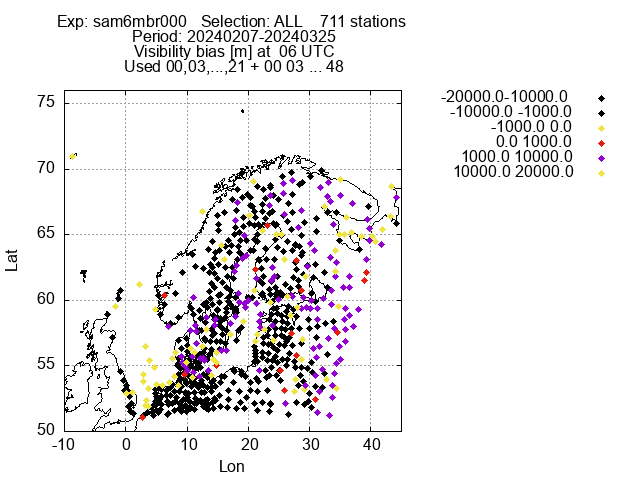 Exp: sam6mbr000   Selection: ALL    711 stations
Period: 20240207-20240325
Visibility bias [m] at  06 UTC
Used 00,03,...,21 + 00 03 ... 48
-20000.0-10000.0
-10000.0 -1000.0
-1000.0 0.0
0.0 1000.0
1000.0 10000.0
10000.0 20000.0
75
70
65
60
55
50
Lat
-10 0 10 20 30 40
Lon